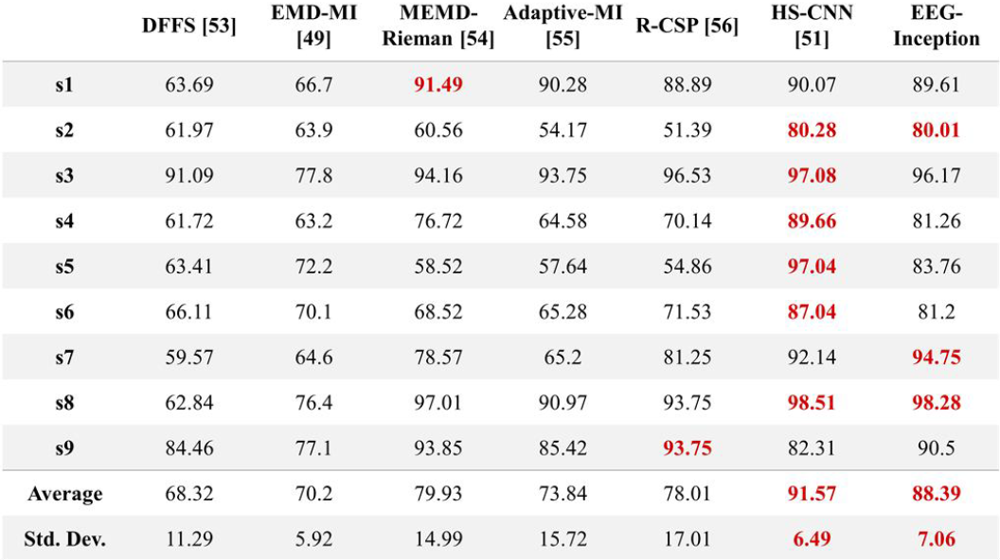 DFFS [53] EMD-MI [49] MEMD-Rieman [54] Adaptive-MI [55] R-CSP [56] HS-CNN [51] EEG-Inception
s1 63.69 66.7 91.49 90.28 88.89 90.07 89.61
s2 61.97 63.9 60.56 54.17 51.39 80.28 80.01
s3 91.09 77.8 94.16 93.75 96.53 97.08 96.17
s4 61.72 63.2 76.72 64.58 70.14 89.66 81.26
s5 63.41 72.2 58.52 57.64 54.86 97.04 83.76
s6 66.11 70.1 68.52 65.28 71.53 87.04 81.2
s7 59.57 64.6 78.57 65.2 81.25 92.14 94.75
s8 62.84 76.4 97.01 90.97 93.75 98.51 98.28
s9 84.46 77.1 93.85 85.42 93.75 82.31 90.5
Average 68.32 70.2 79.93 73.84 78.01 91.57 88.39
Std. Dev. 11.29 5.92 14.99 15.72 17.01 6.49 7.06